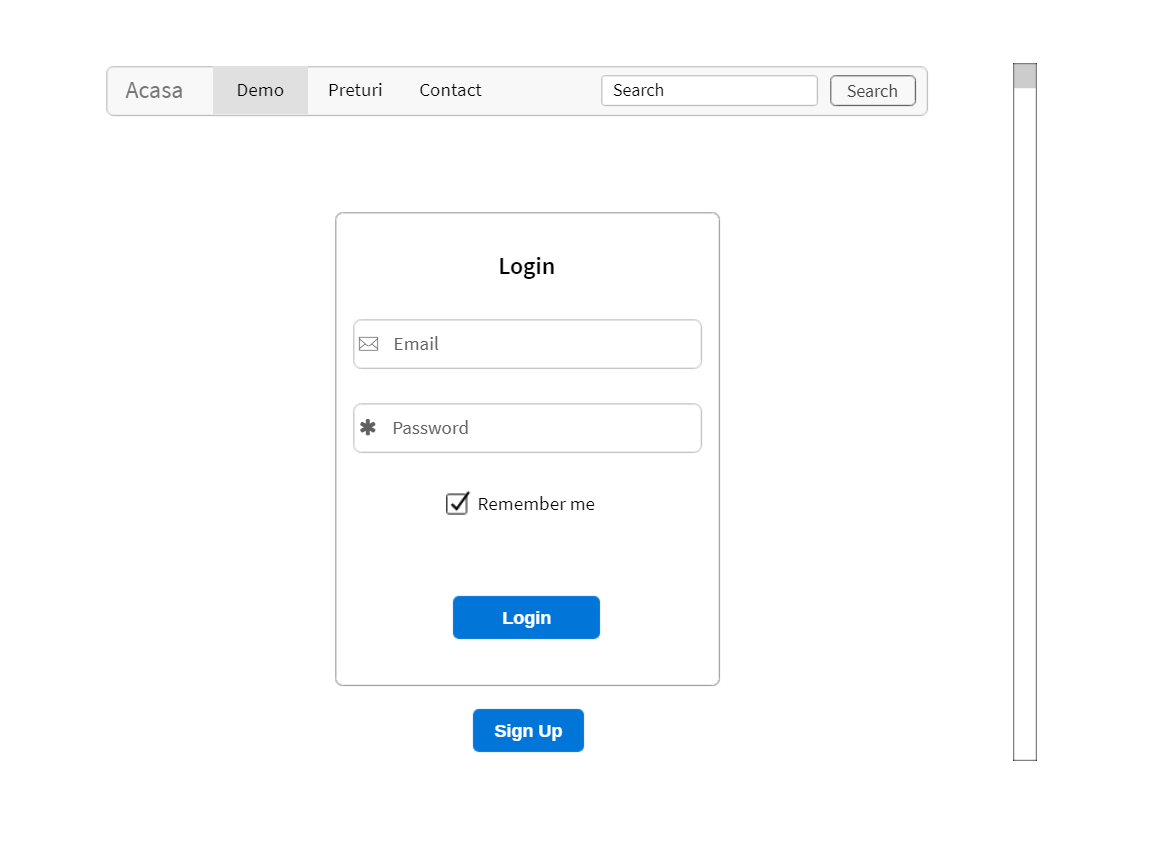 Acasa Demo Preturi Contact Search Search
Login
Email
Password
Remember me
Login
Sign Up